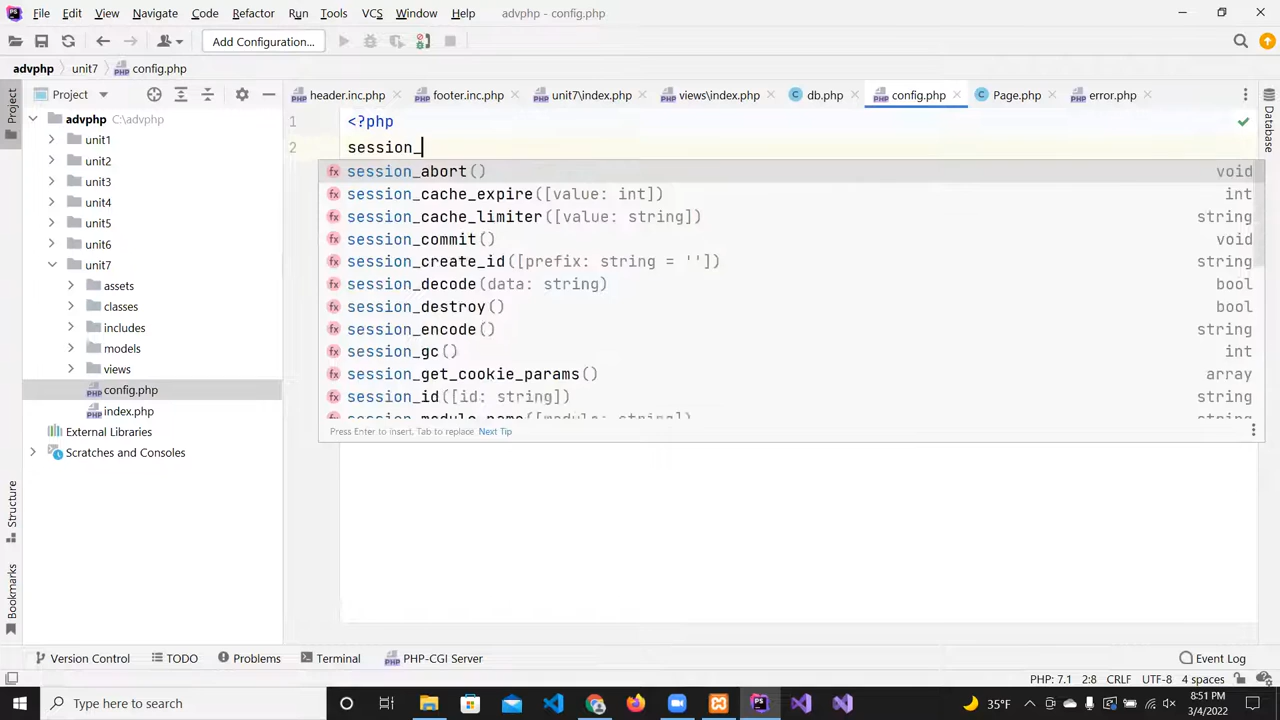 File Edit View Navigate Code Refactor Run Tools VCS Window Help advphp - config.php
Add Configuration...
advphp unit7 config.php
Project
header.inc.php footer.inc.php unit7\index.php views\index.php db.php config.php Page.php error.php
Project
Database
advphp C:\advphp
unit1
unit2
unit3
unit4
unit5
unit6
unit7
assets
classes
includes
models
views
config.php
index.php
External Libraries
Scratches and Consoles
1 <?php
2 session_
session_abort() void
session_cache_expire([value: int]) int
session_cache_limiter([value: string]) string
session_commit() void
session_create_id([prefix: string = '']) string
session_decode(data: string) bool
session_destroy() bool
session_encode() string
session_gc() int
session_get_cookie_params() array
session_id([id: string]) string
session_module_name([module: string]) string
Press Enter to insert, Tab to replace Next Tip
Structure
Bookmarks
Version Control TODO Problems Terminal PHP-CGI Server Event Log
PHP: 7.1 2:8 CRLF UTF-8 4 spaces
Type here to search
35°F
8:51 PM
3/4/2022